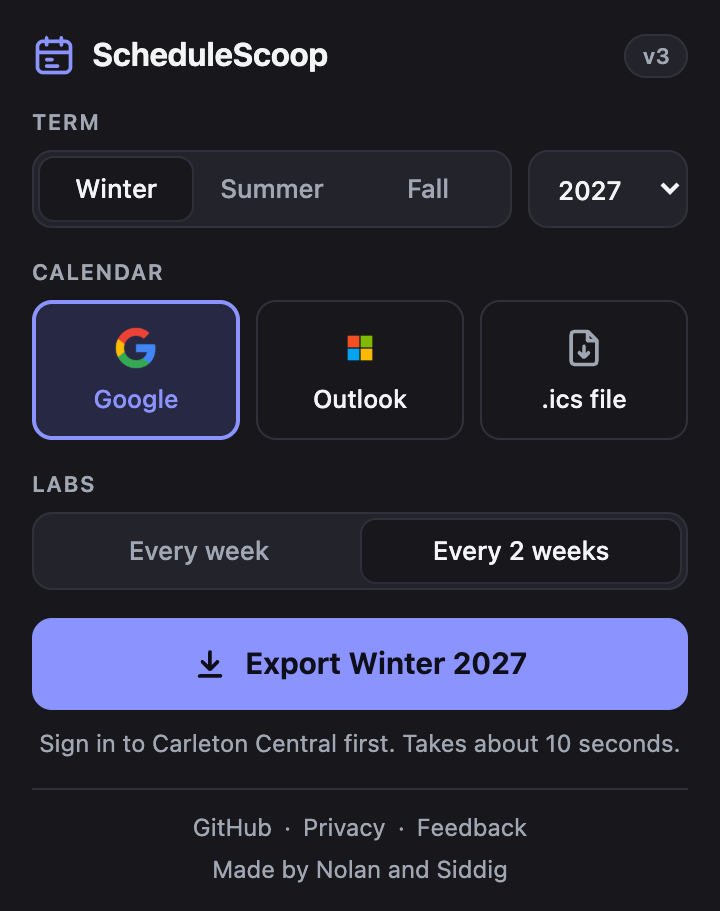 ScheduleScoop
v3
TERM
Winter
Summer
Fall
2027
CALENDAR
Google
Outlook
.ics file
LABS
Every week
Every 2 weeks
Export Winter 2027
Sign in to Carleton Central first. Takes about 10 seconds.
GitHub · Privacy · Feedback
Made by Nolan and Siddig